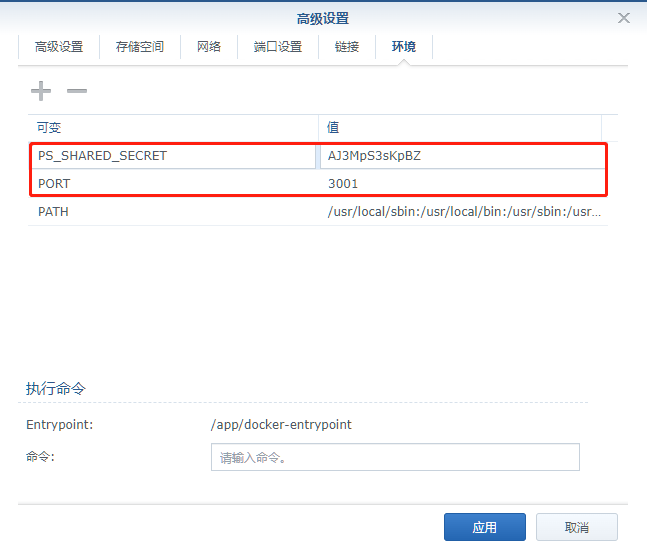 高级设置
高级设置 存储空间 网络 端口设置 链接 环境
可变 值
PS_SHARED_SECRET AJ3MpS3sKpBZ
PORT 3001
PATH /usr/local/sbin:/usr/local/bin:/usr/sbin:/usr...
执行命令
Entrypoint: /app/docker-entrypoint
命令: 请输入命令。
应用 取消